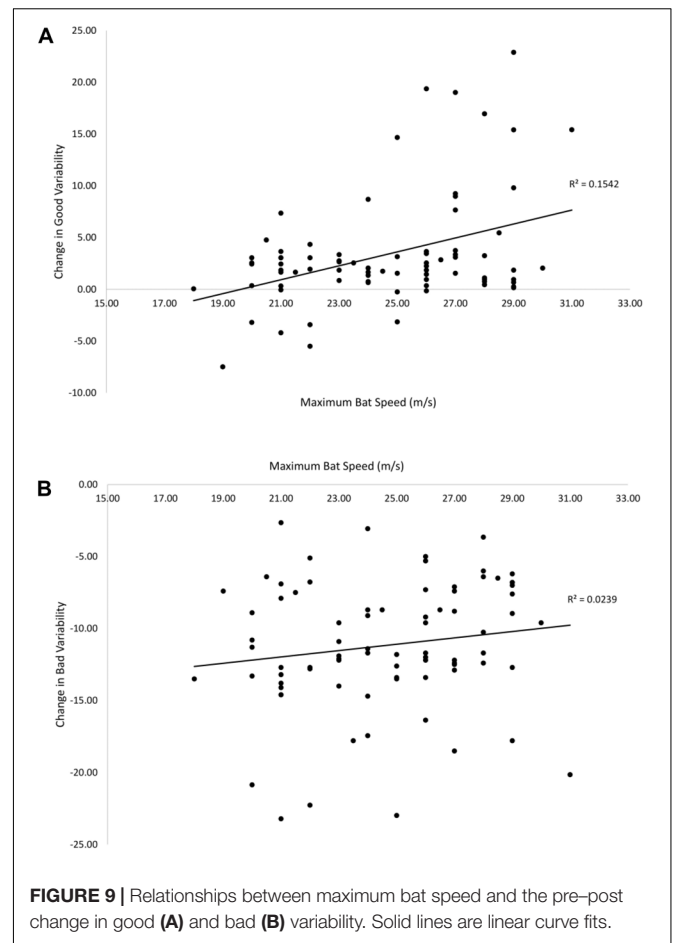 A
25.00
20.00
15.00
10.00
5.00
0.00
-5.00
-10.00
Change in Good Variability
R² = 0.1542
15.00 17.00 19.00 21.00 23.00 25.00 27.00 29.00 31.00 33.00
Maximum Bat Speed (m/s)
Maximum Bat Speed (m/s)
B
0.00
15.00 17.00 19.00 21.00 23.00 25.00 27.00 29.00 31.00 33.00
-5.00
-10.00
-15.00
-20.00
-25.00
Change in Bad Variability
R² = 0.0239
FIGURE 9 | Relationships between maximum bat speed and the pre–post
change in good (A) and bad (B) variability. Solid lines are linear curve fits.